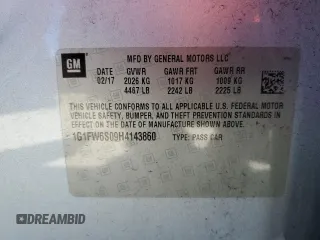 GM
MFD BY GENERAL MOTORS LLC
DATE GVWR GAWR FRT GAWR RR
02/17 2026 KG 1017 KG 1009 KG
4467 LB 2242 LB 2225 LB
THIS VEHICLE CONFORMS TO ALL APPLICABLE U.S. FEDERAL MOTOR
VEHICLE SAFETY, BUMPER, AND THEFT PREVENTION STANDARDS
IN EFFECT ON THE DATE OF MANUFACTURE SHOWN ABOVE.
1G1FW6S09H4143860 TYPE: PASS CAR
DREAMBID